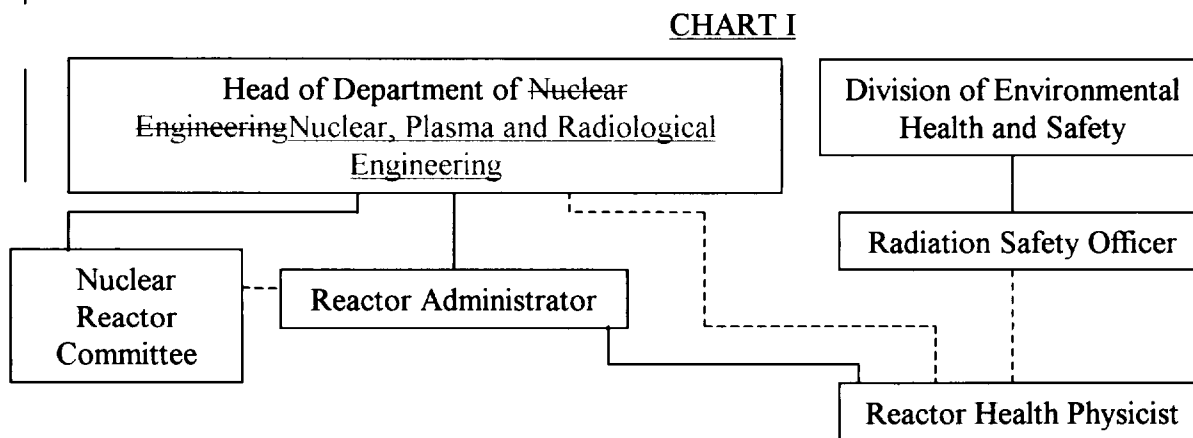 CHART I
Head of Department of Nuclear
EngineeringNuclear, Plasma and Radiological
Engineering
Division of Environmental
Health and Safety
Radiation Safety Officer
Nuclear
Reactor
Committee
Reactor Administrator
Reactor Health Physicist